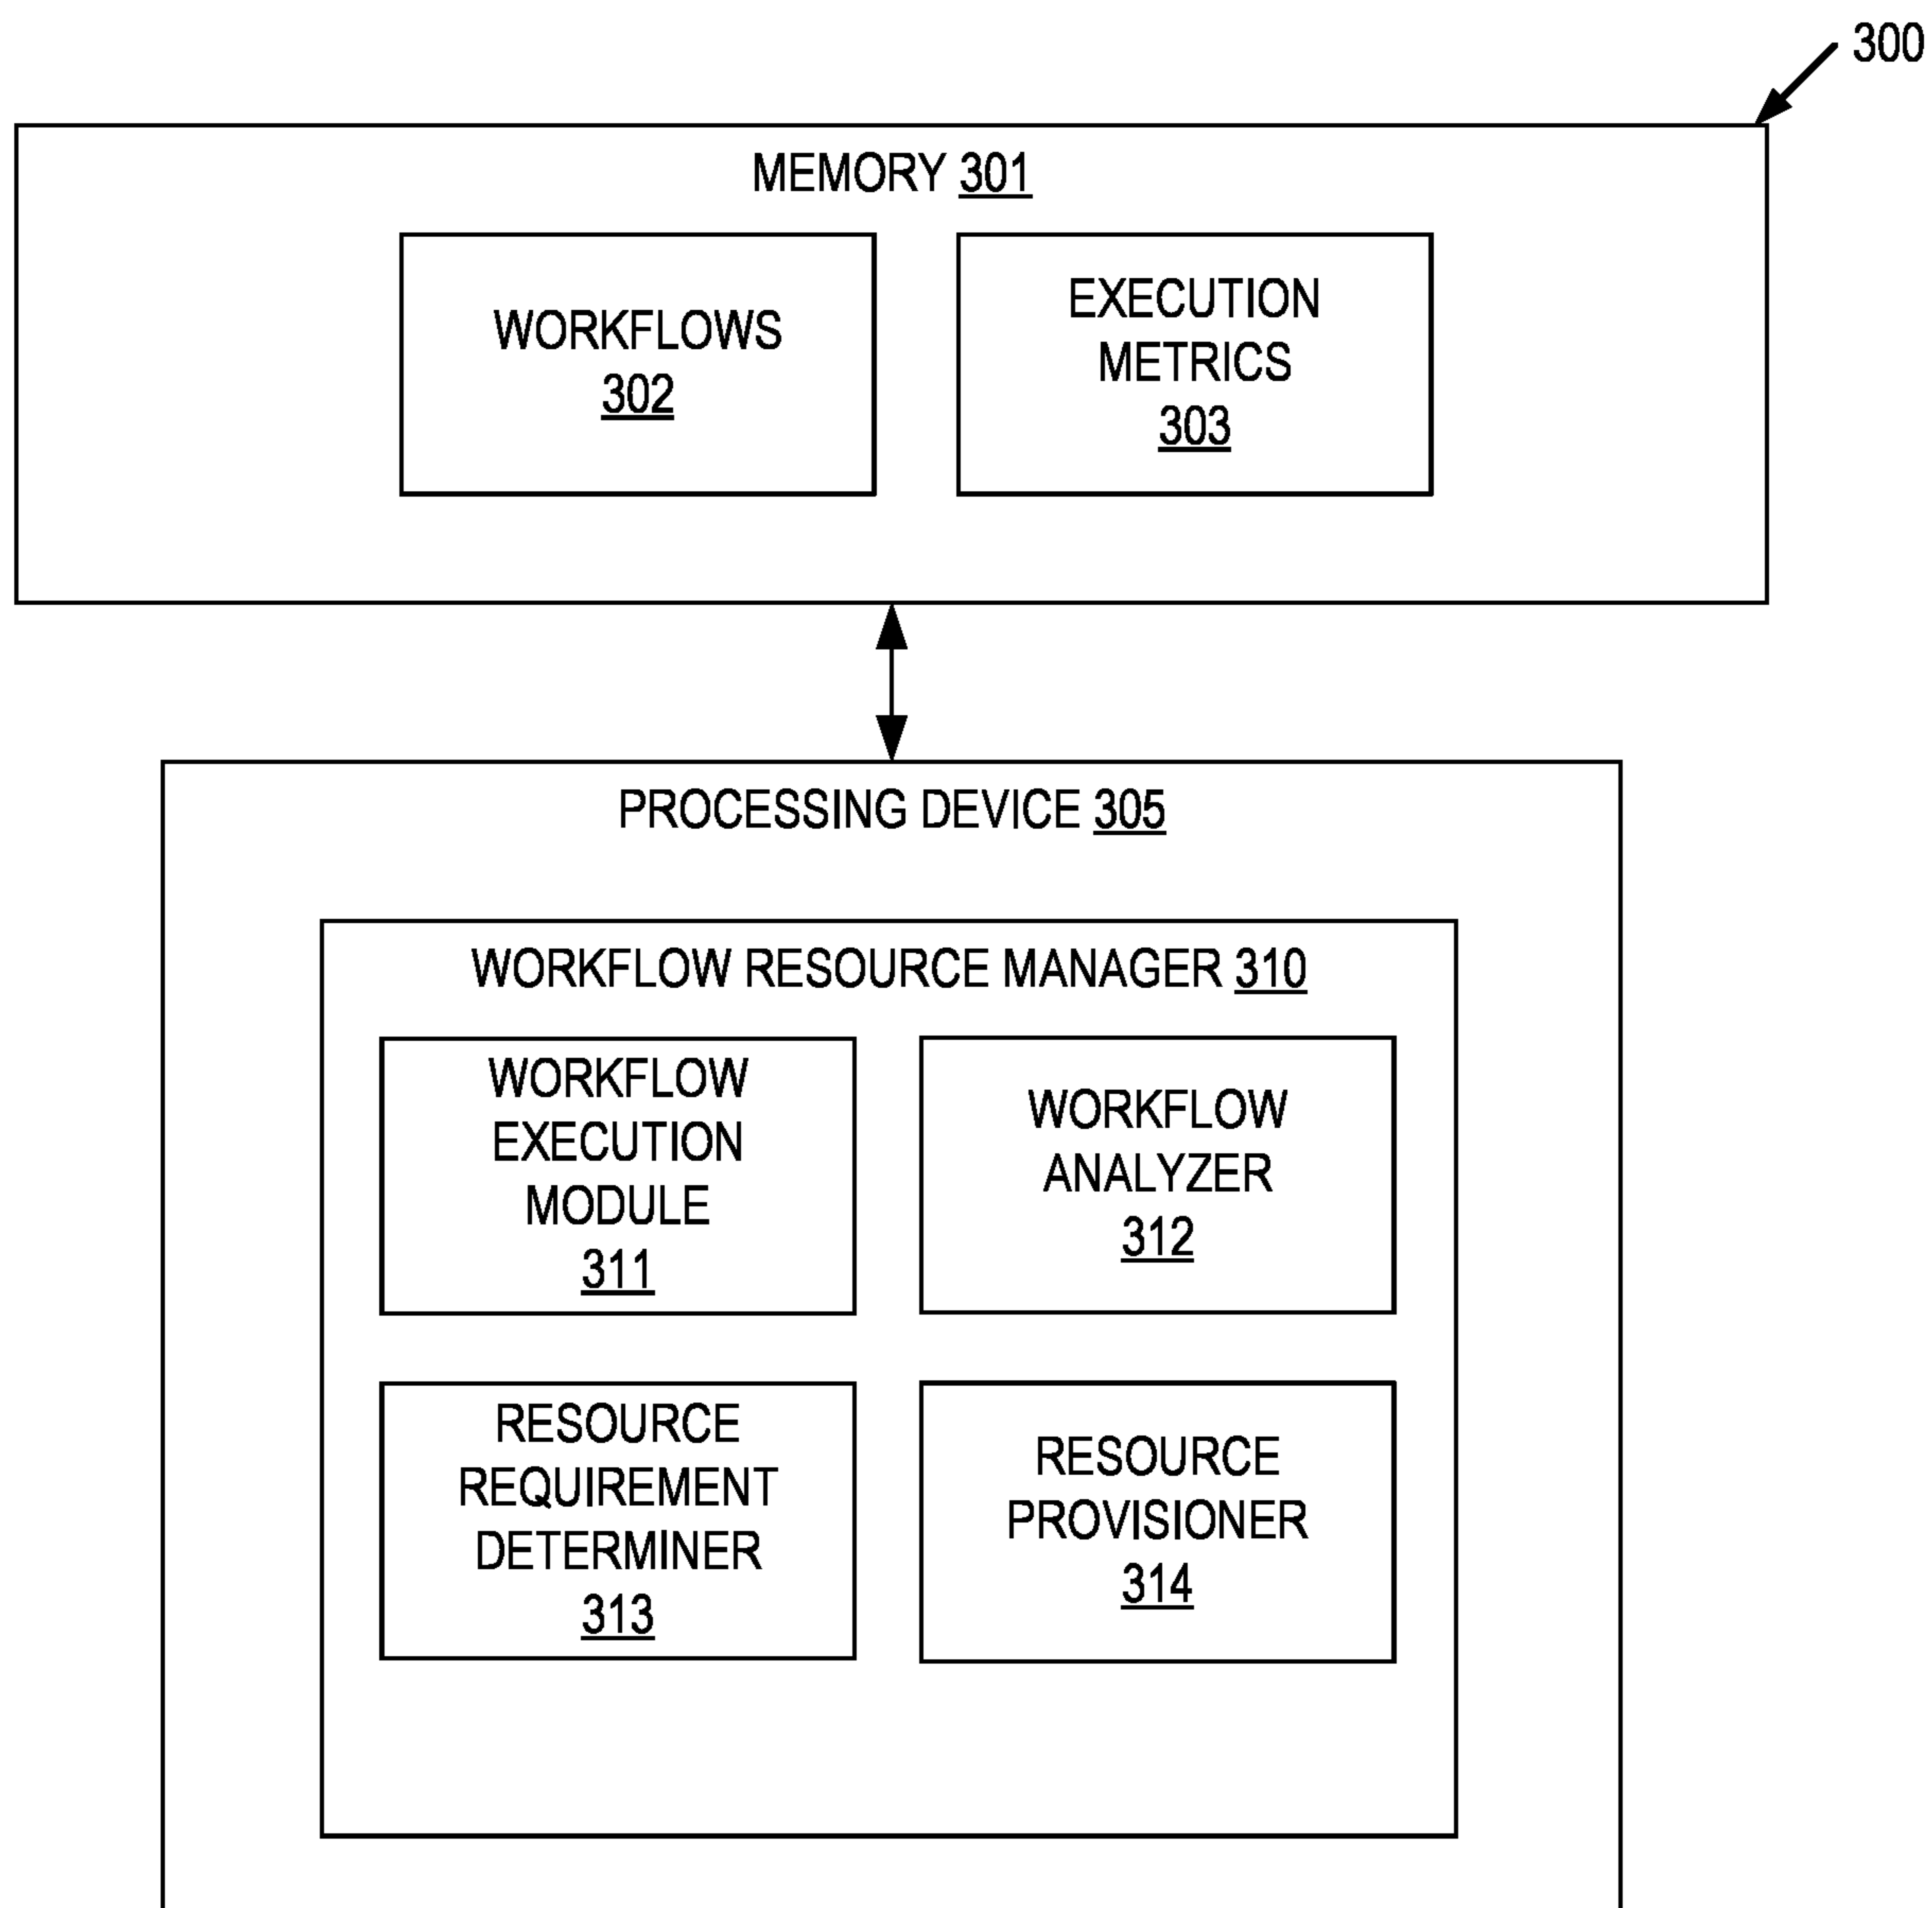 300
MEMORY 301
WORKFLOWS
302
EXECUTION
METRICS
303
PROCESSING DEVICE 305
WORKFLOW RESOURCE MANAGER 310
WORKFLOW
EXECUTION
MODULE
311
WORKFLOW
ANALYZER
312
RESOURCE
REQUIREMENT
DETERMINER
313
RESOURCE
PROVISIONER
314